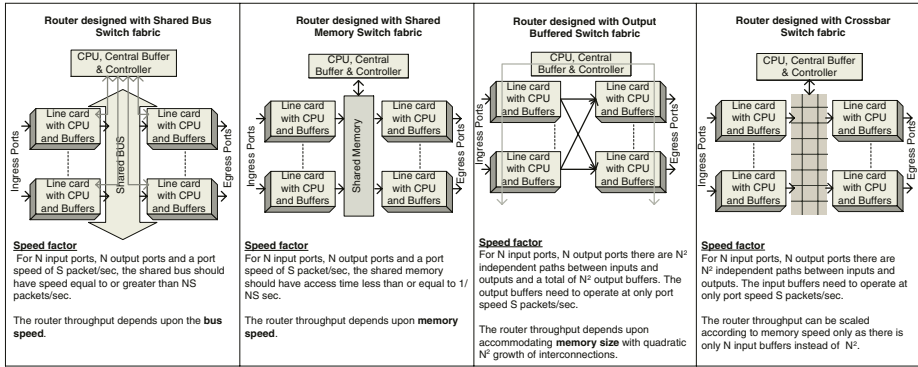 Router designed with Shared Bus
Switch fabric
CPU, Central Buffer
& Controller
Ingress Ports
Line card
with CPU
and Buffers
Line card
with CPU
and Buffers
Shared BUS
Line card
with CPU
and Buffers
Line card
with CPU
and Buffers
Egress Ports
Speed factor
For N input ports, N output ports and a port
speed of S packet/sec, the shared bus should
have speed equal to or greater than NS
packets/sec.
The router throughput depends upon the bus
speed.
Router designed with Shared
Memory Switch fabric
CPU, Central
Buffer & Controller
Ingress Ports
Line card
with CPU
and Buffers
Line card
with CPU
and Buffers
Shared Memory
Line card
with CPU
and Buffers
Line card
with CPU
and Buffers
Egress Ports
Speed factor
For N input ports, N output ports and a port
speed of S packet/sec, the shared memory
should have access time less than or equal to 1/
NS sec.
The router throughput depends upon memory
speed.
Router designed with Output
Buffered Switch fabric
CPU, Central
Buffer & Controller
Ingress Ports
Line card
with CPU
and Buffers
Line card
with CPU
and Buffers
Line card
with CPU
and Buffers
Line card
with CPU
and Buffers
Egress Ports
Speed factor
For N input ports, N output ports there are N²
independent paths between inputs and
outputs and a total of N² output buffers. The
output buffers need to operate at only port
speed S packets/sec.
The router throughput depends upon
accommodating memory size with quadratic
N² growth of interconnections.
Router designed with Crossbar
Switch fabric
CPU, Central Buffer
& Controller
Ingress Ports
Line card
with CPU
and Buffers
Line card
with CPU
and Buffers
Line card
with CPU
and Buffers
Line card
with CPU
and Buffers
Egress Ports
Speed factor
For N input ports, N output ports there are
N² independent paths between inputs and
outputs. The input buffers need to operate at
only port speed S packets/sec.
The router throughput can be scaled
according to memory speed only as there is
only N input buffers instead of N².